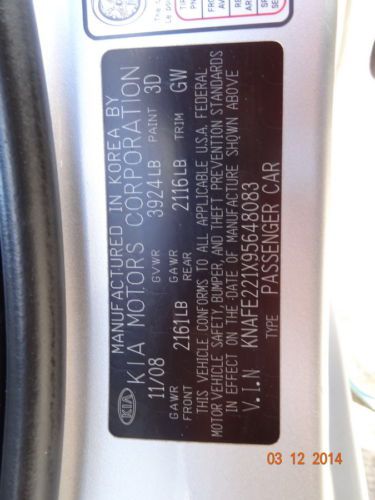 MANUFACTURED IN KOREA BY
KIA MOTORS CORPORATION
KIA
11/08 GVWR 3924LB PAINT 3D
GAWR FRONT 2161LB GAWR REAR 2116LB TRIM GW
THIS VEHICLE CONFORMS TO ALL APPLICABLE U.S.A. FEDERAL
MOTOR VEHICLE SAFETY, BUMPER, AND THEFT PREVENTION STANDARDS
IN EFFECT ON THE DATE OF MANUFACTURE SHOWN ABOVE
V.I.N KNAFE221X95648083
TYPE PASSENGER CAR
03 12 2014